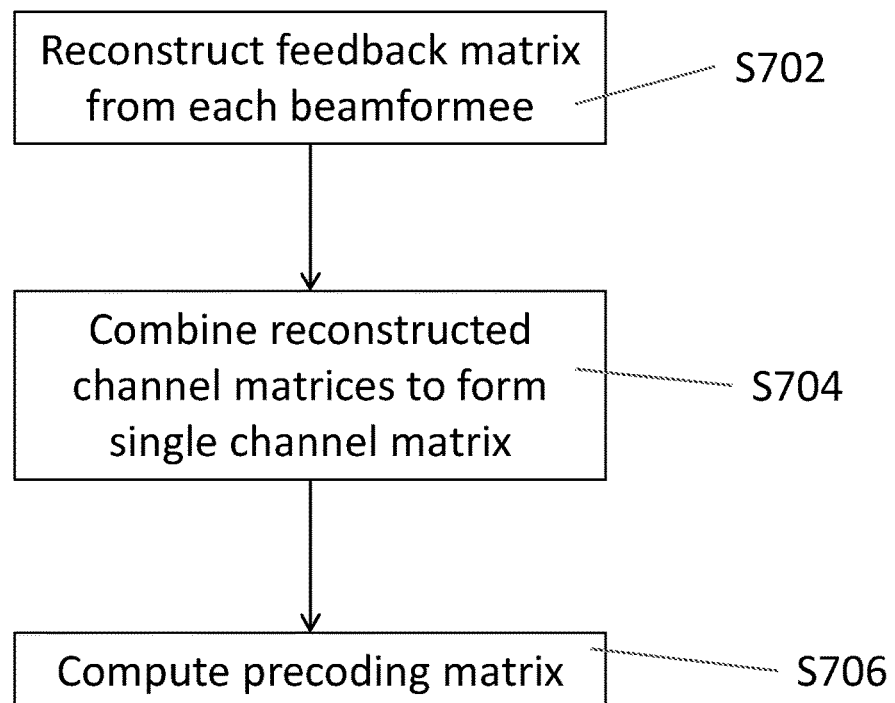 Reconstruct feedback matrix
from each beamformee
S702
Combine reconstructed
channel matrices to form
single channel matrix
S704
Compute precoding matrix
S706